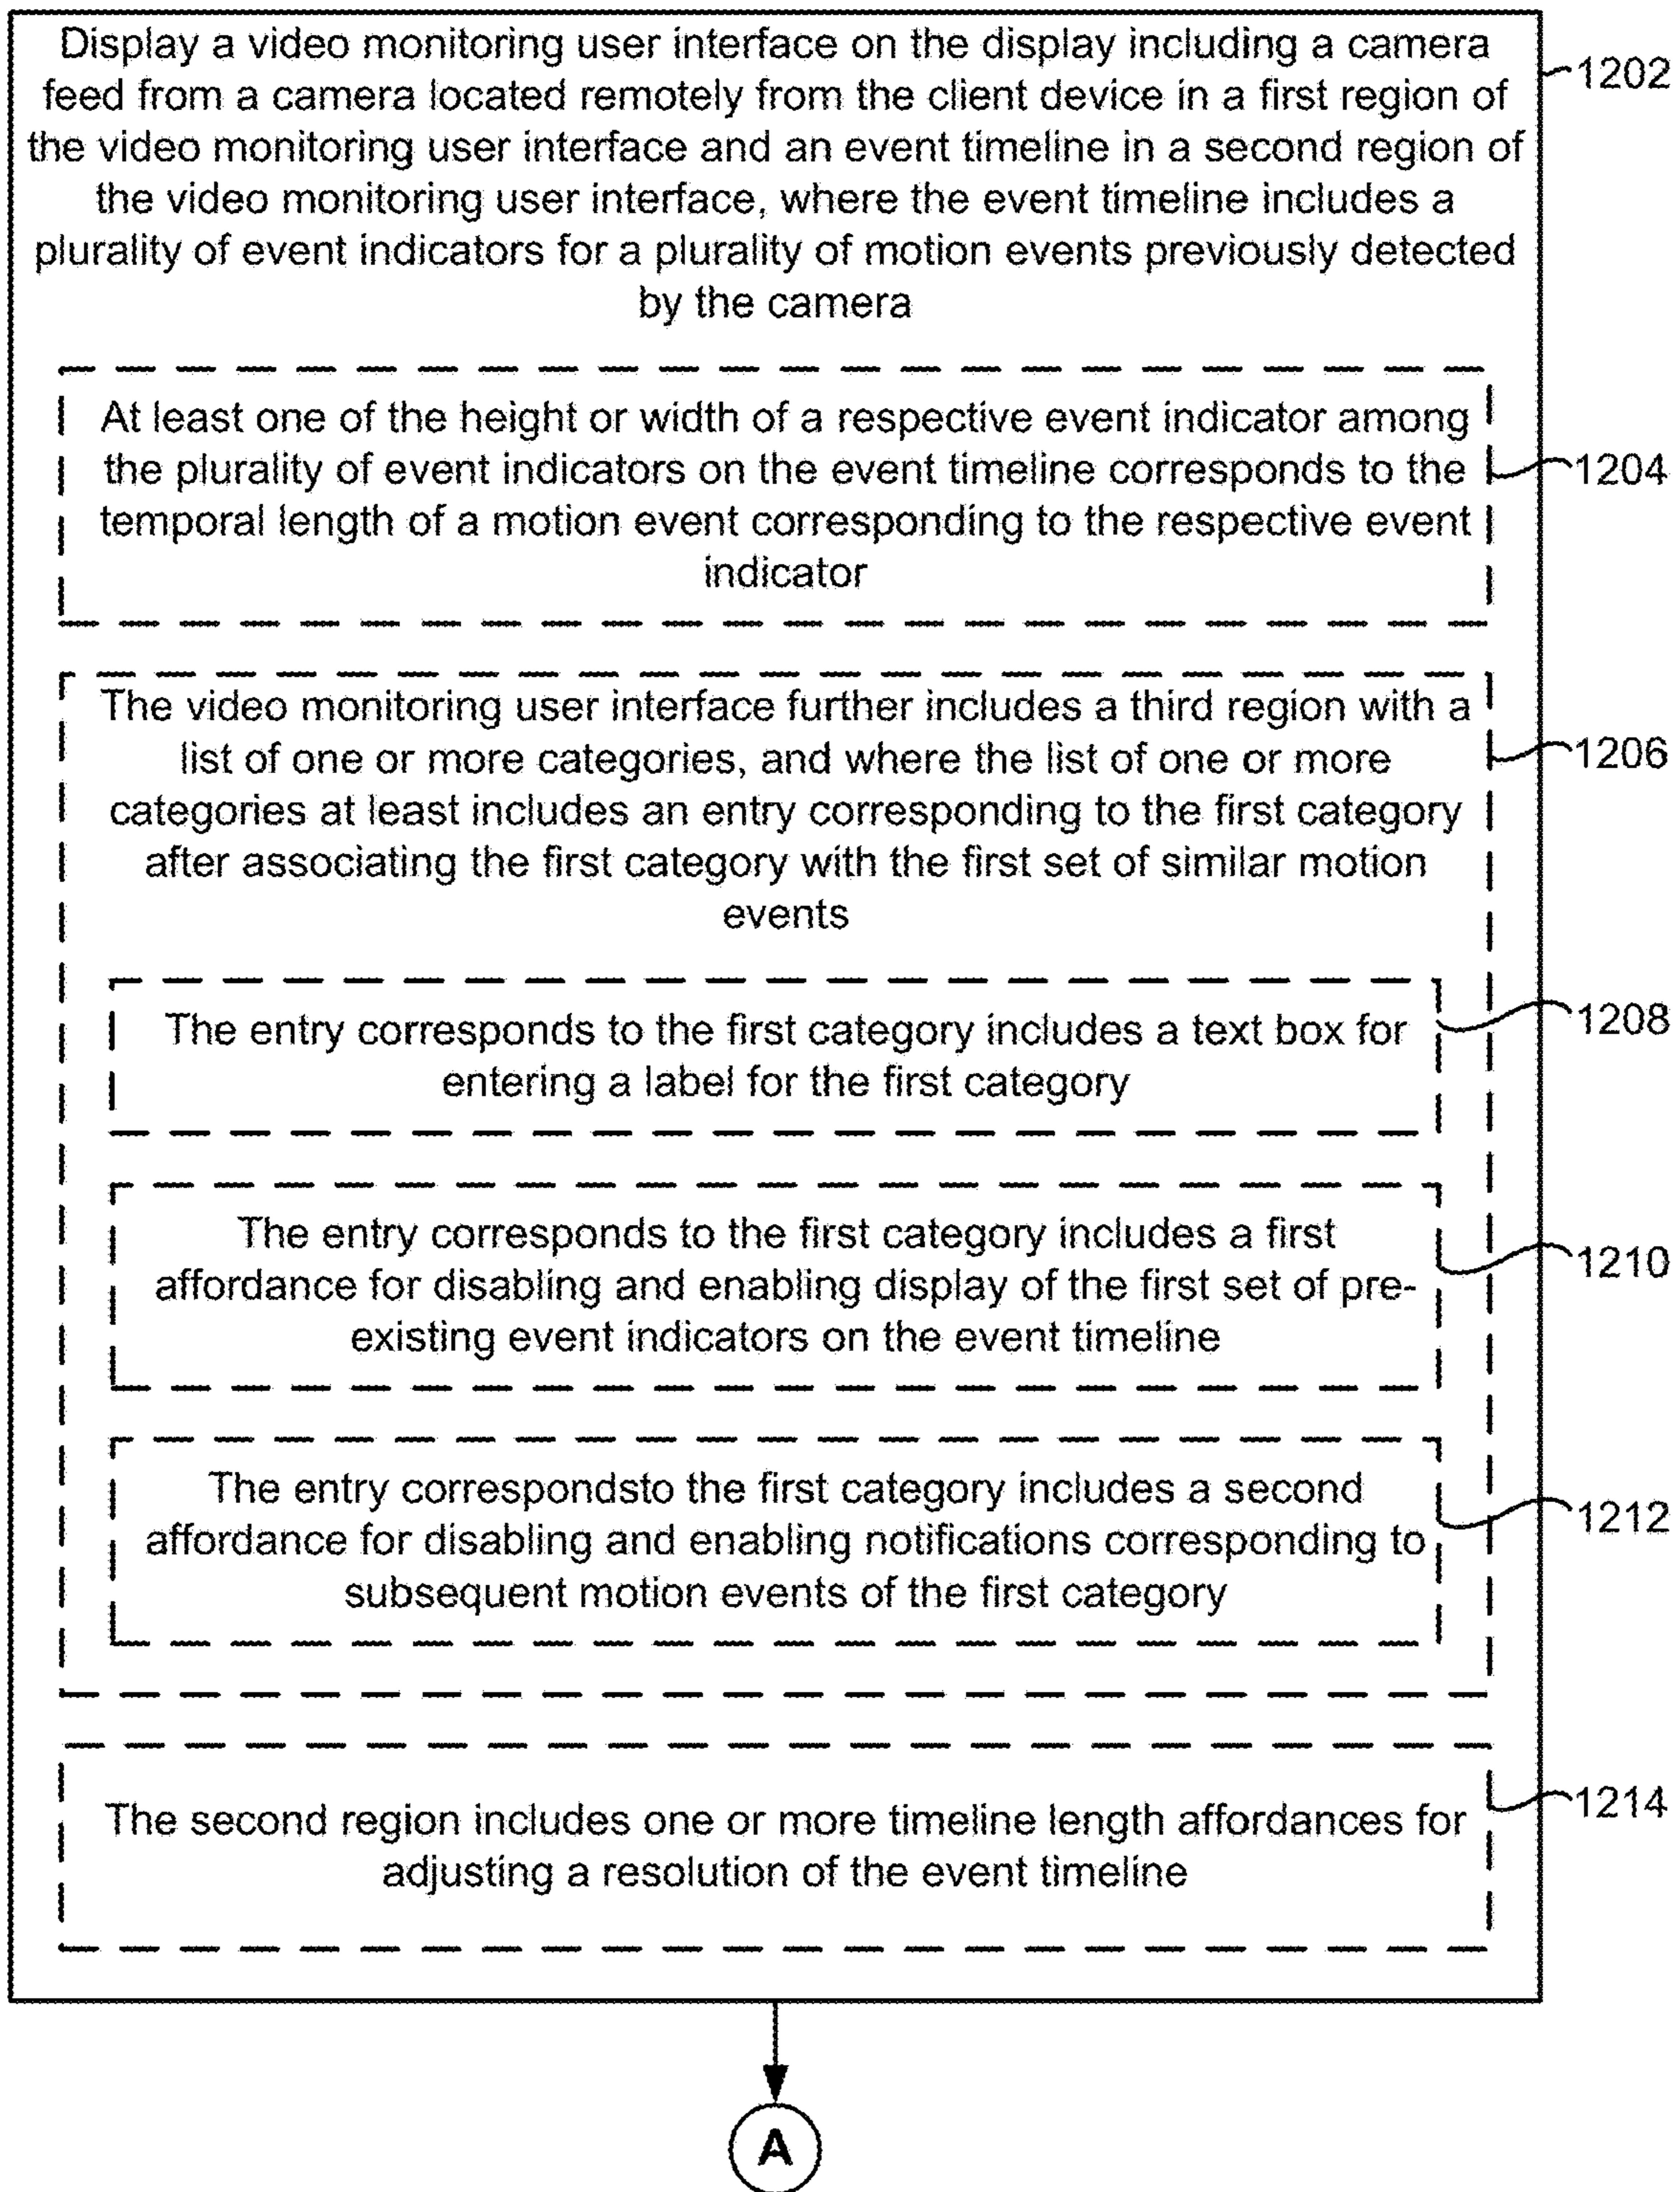 Display a video monitoring user interface on the display including a camera
feed from a camera located remotely from the client device in a first region of
the video monitoring user interface and an event timeline in a second region of
the video monitoring user interface, where the event timeline includes a
plurality of event indicators for a plurality of motion events previously detected
by the camera
1202
At least one of the height or width of a respective event indicator among
the plurality of event indicators on the event timeline corresponds to the
temporal length of a motion event corresponding to the respective event
indicator
1204
The video monitoring user interface further includes a third region with a
list of one or more categories, and where the list of one or more
categories at least includes an entry corresponding to the first category
after associating the first category with the first set of similar motion
events
1206
The entry corresponds to the first category includes a text box for
entering a label for the first category
1208
The entry corresponds to the first category includes a first
affordance for disabling and enabling display of the first set of pre-
existing event indicators on the event timeline
1210
The entry correspondsto the first category includes a second
affordance for disabling and enabling notifications corresponding to
subsequent motion events of the first category
1212
The second region includes one or more timeline length affordances for
adjusting a resolution of the event timeline
1214
A